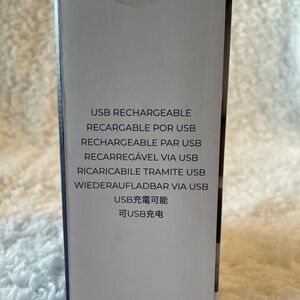 USB RECHARGEABLE
RECARGABLE POR USB
RECHARGEABLE PAR USB
RECARREGÁVEL VIA USB
RICARICABILE TRAMITE USB
WIEDERAUFLADBAR VIA USB
USB充電可能
可USB充电